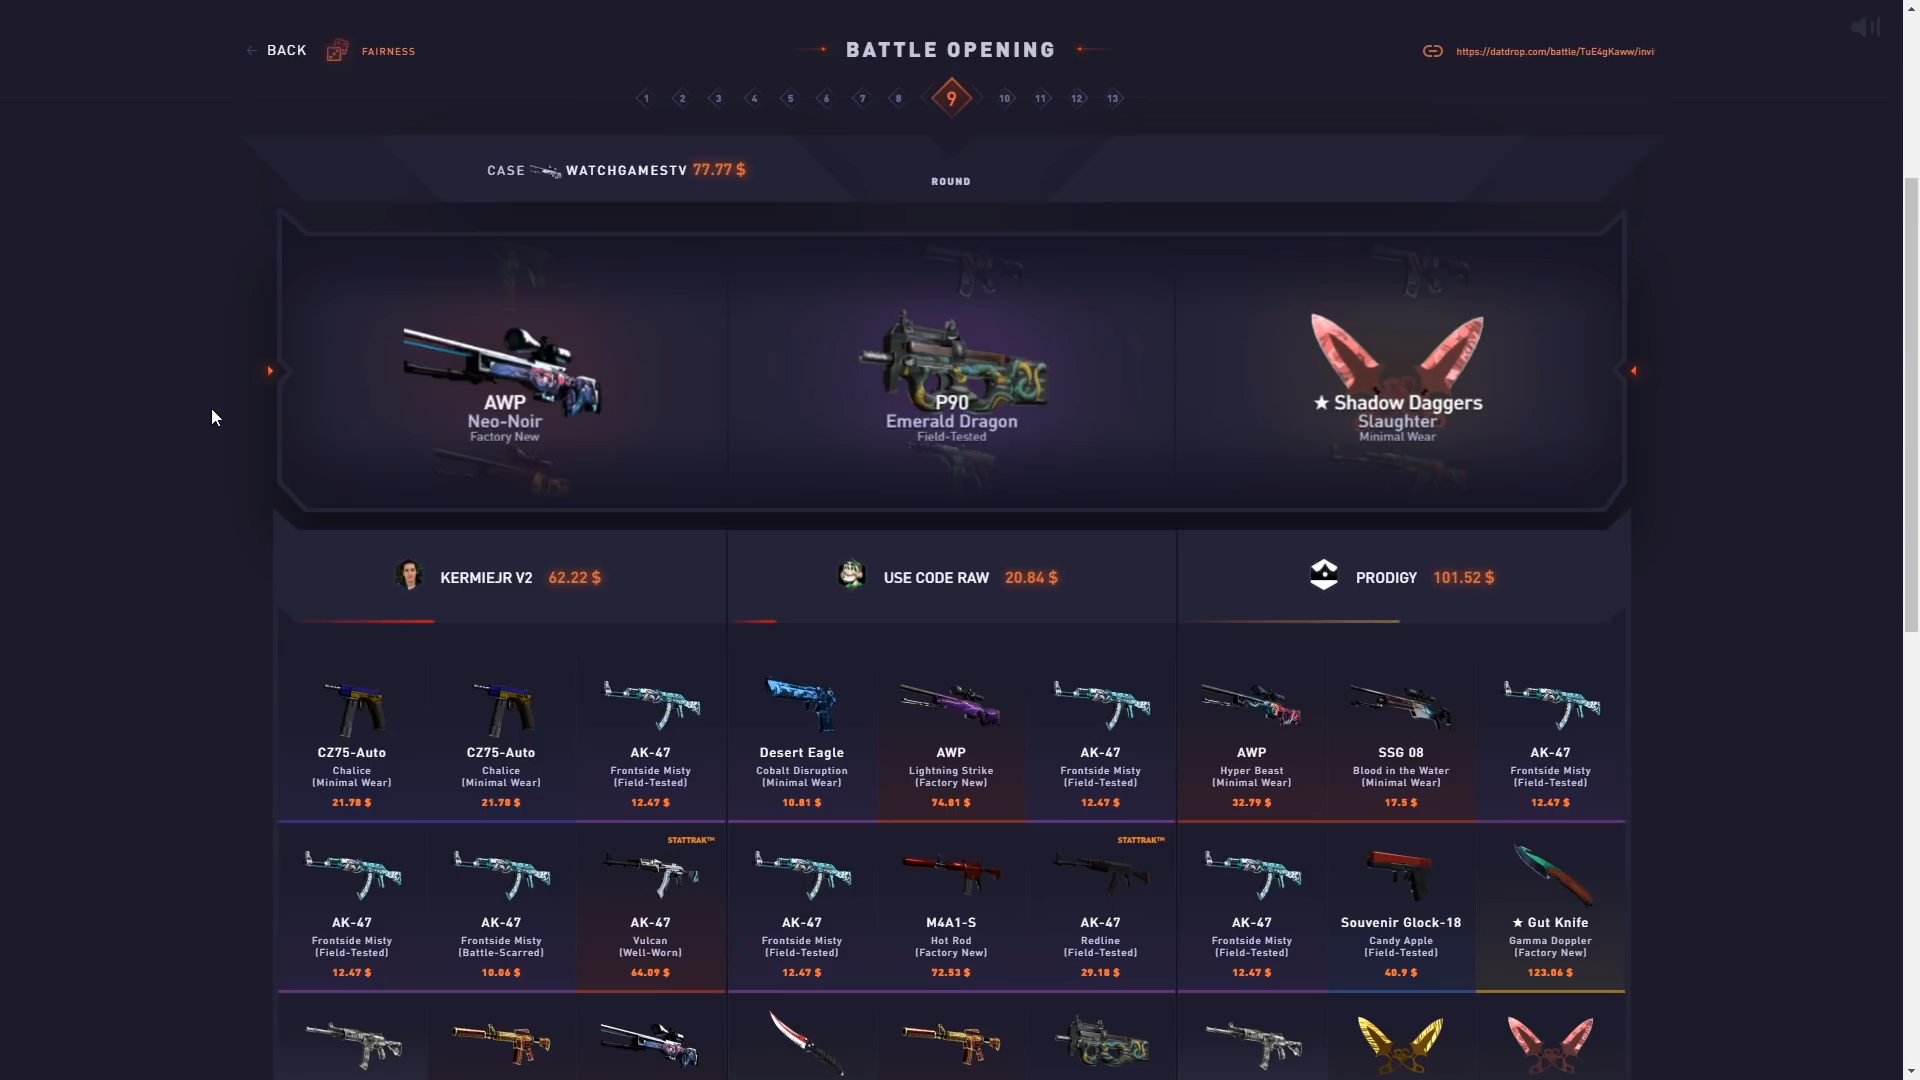 BACK
FAIRNESS
BATTLE OPENING
https://datdrop.com/battle/TuE4gKaww/invi
1 2 3 4 5 6 7 8 9 10 11 12 13
CASE WATCHGAMESTV 77.77 $
ROUND
AWP
Neo-Noir
Factory New
P90
Emerald Dragon
Field-Tested
★ Shadow Daggers
Slaughter
Minimal Wear
KERMIEJR V2 62.22 $
USE CODE RAW 20.84 $
PRODIGY 101.52 $
CZ75-Auto
Chalice
(Minimal Wear)
21.78 $
CZ75-Auto
Chalice
(Minimal Wear)
21.78 $
AK-47
Frontside Misty
(Field-Tested)
12.47 $
Desert Eagle
Cobalt Disruption
(Minimal Wear)
10.81 $
AWP
Lightning Strike
(Factory New)
74.81 $
AK-47
Frontside Misty
(Field-Tested)
12.47 $
AWP
Hyper Beast
(Minimal Wear)
32.79 $
SSG 08
Blood in the Water
(Minimal Wear)
17.5 $
AK-47
Frontside Misty
(Field-Tested)
12.47 $
AK-47
Frontside Misty
(Field-Tested)
12.47 $
AK-47
Frontside Misty
(Battle-Scarred)
10.06 $
STATTRAK™
AK-47
Vulcan
(Well-Worn)
64.09 $
AK-47
Frontside Misty
(Field-Tested)
12.47 $
M4A1-S
Hot Rod
(Factory New)
72.53 $
STATTRAK™
AK-47
Redline
(Field-Tested)
29.18 $
AK-47
Frontside Misty
(Field-Tested)
12.47 $
Souvenir Glock-18
Candy Apple
(Field-Tested)
40.9 $
★ Gut Knife
Gamma Doppler
(Factory New)
123.06 $